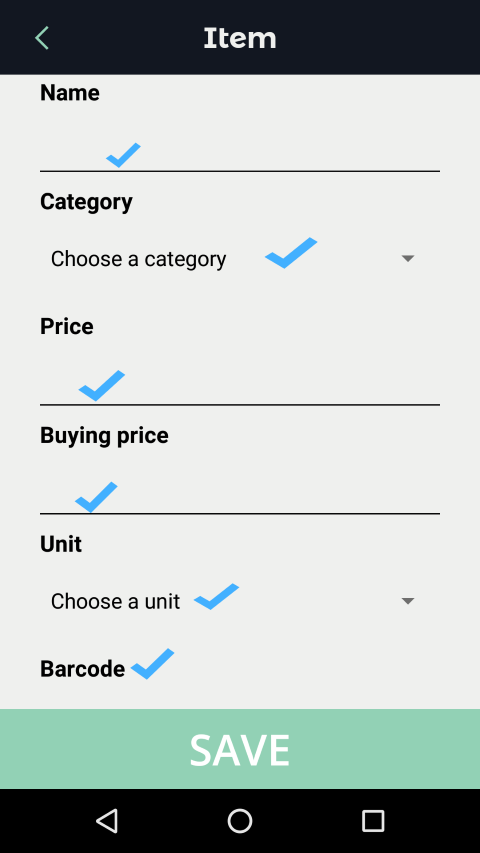 Item
Name
Category
Choose a category
Price
Buying price
Unit
Choose a unit
Barcode
SAVE